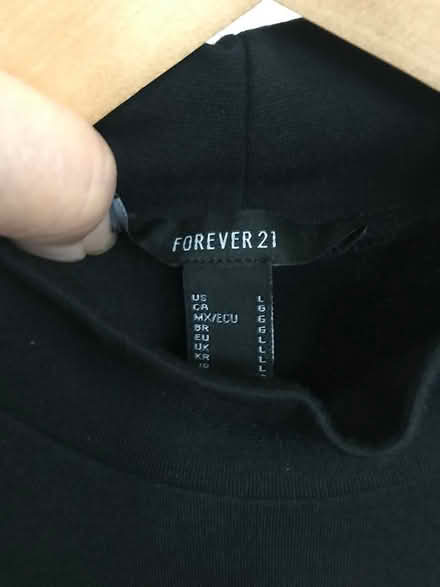 FOREVER 21
US L
CA G
MX/ECU G
BR G
EU L
UK L
KR L